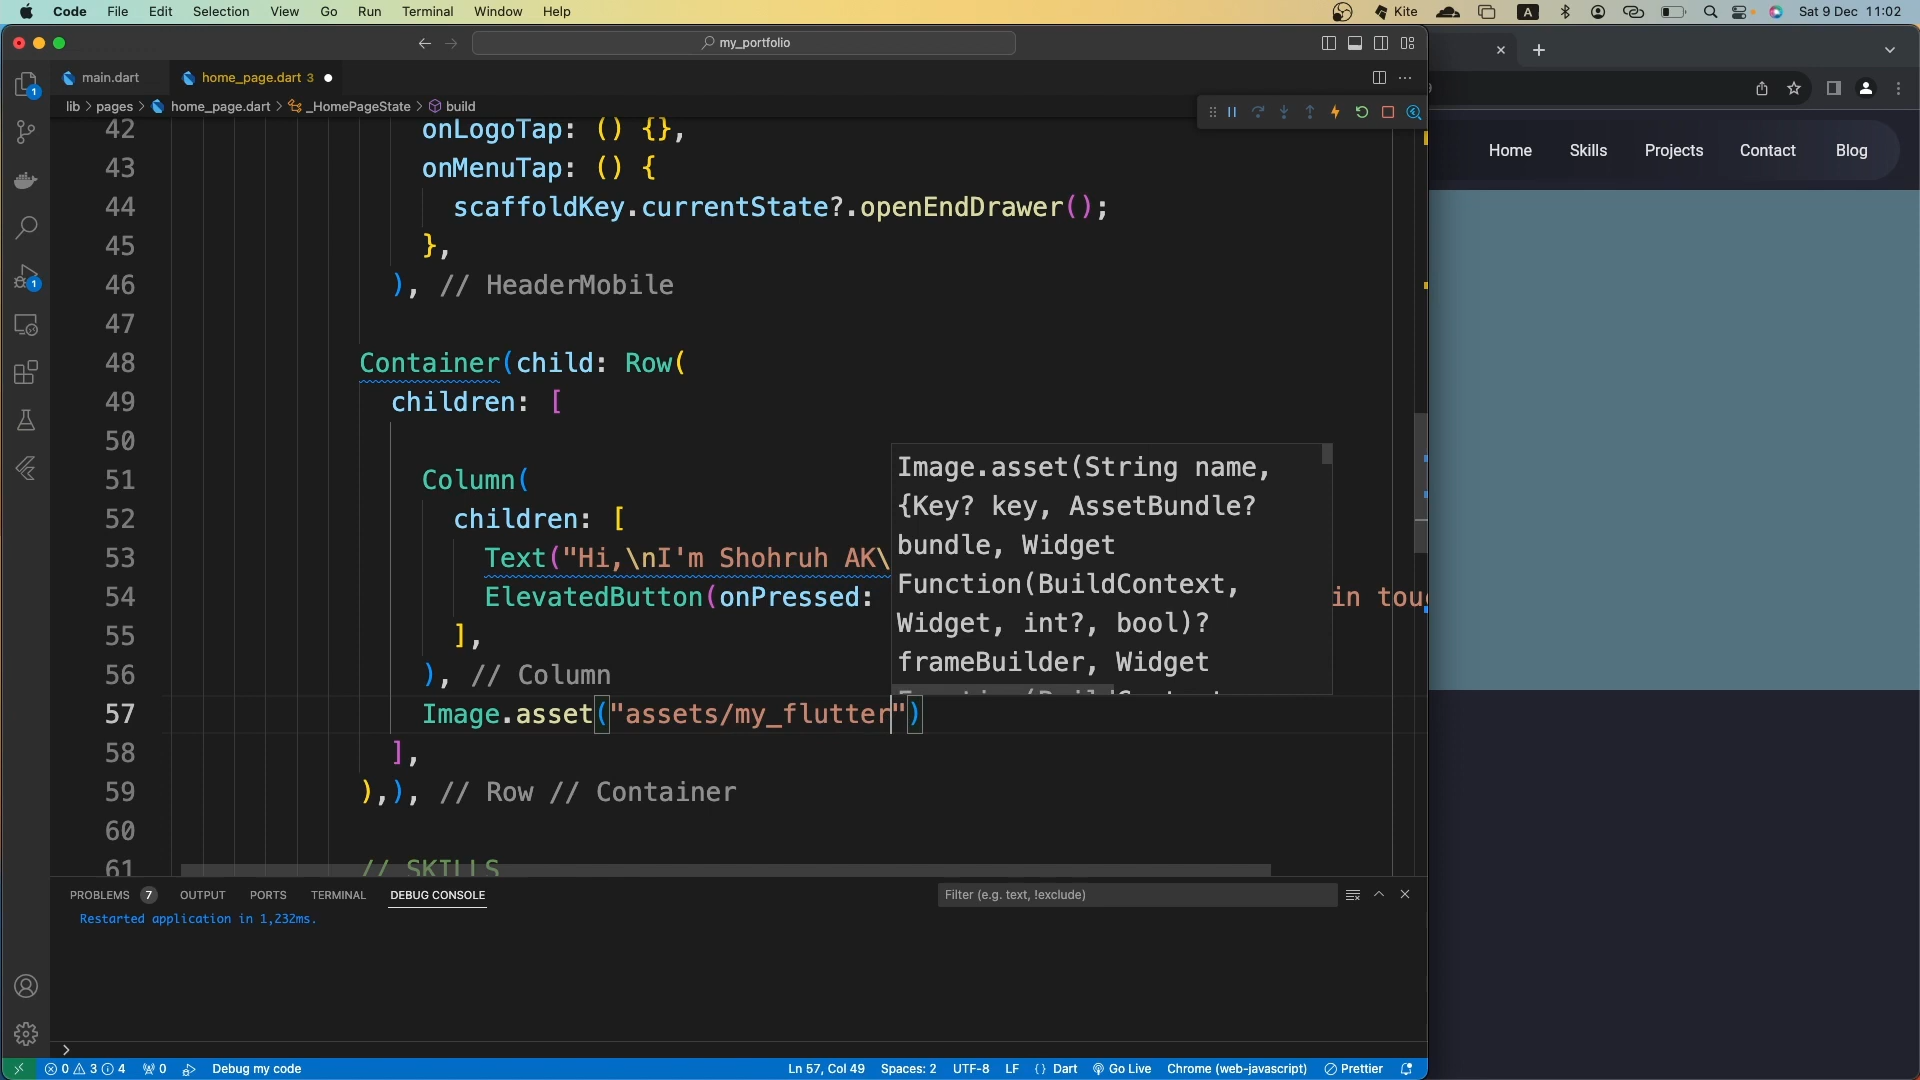 Code File Edit Selection View Go Run Terminal Window Help Kite A Sat 9 Dec 11:02
my_portfolio
main.dart home_page.dart 3
lib > pages > home_page.dart > _HomePageState > build
42 onLogoTap: () {},
43 onMenuTap: () {
44 scaffoldKey.currentState?.openEndDrawer();
45 },
46 ), // HeaderMobile
47
48 Container(child: Row(
49 children: [
50
51 Column(
52 children: [
53 Text("Hi,\nI'm Shohruh AK\
54 ElevatedButton(onPressed: in
55 ],
56 ), // Column
57 Image.asset("assets/my_flutter")
58 ],
59 ),), // Row // Container
60
61 // SKILLS
Image.asset(String name,
{Key? key, AssetBundle?
bundle, Widget
Function(BuildContext,
Widget, int?, bool)?
frameBuilder, Widget
PROBLEMS 7 OUTPUT PORTS TERMINAL DEBUG CONSOLE Filter (e.g. text, !exclude)
Restarted application in 1,232ms.
>
0 3 4 0 Debug my code Ln 57, Col 49 Spaces: 2 UTF-8 LF {} Dart Go Live Chrome (web-javascript) Prettier
Home Skills Projects Contact Blog
1
1